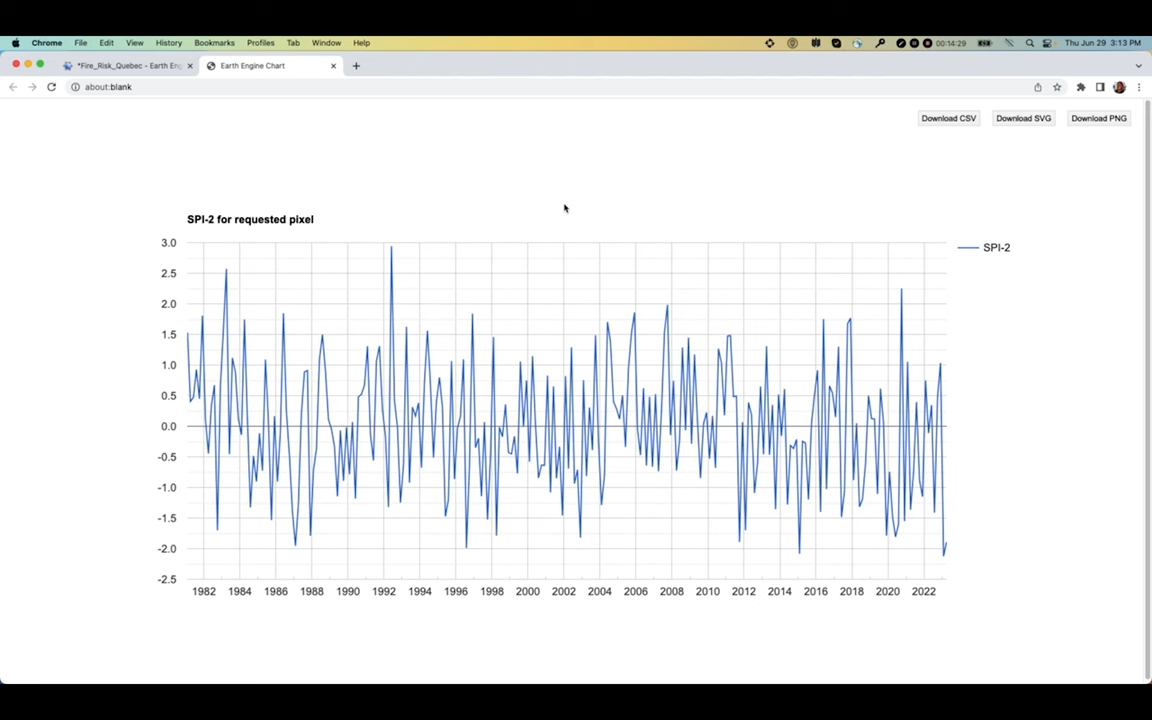 Chrome File Edit View History Bookmarks Profiles Tab Window Help 00:14:29 Thu Jun 29 3:13 PM
*Fire_Risk_Quebec - Earth Eng Earth Engine Chart
about:blank
Download CSV Download SVG Download PNG
SPI-2 for requested pixel
3.0
SPI-2
2.5
2.0
1.5
1.0
0.5
0.0
-0.5
-1.0
-1.5
-2.0
-2.5
1982 1984 1986 1988 1990 1992 1994 1996 1998 2000 2002 2004 2006 2008 2010 2012 2014 2016 2018 2020 2022